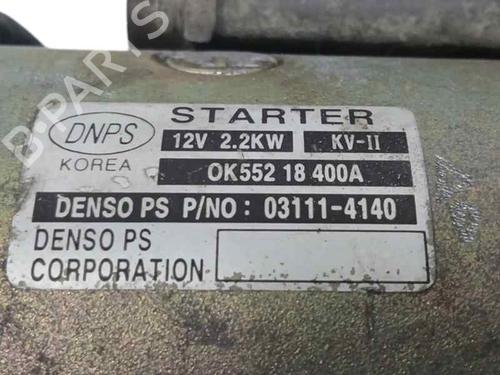 STARTER
DNPS
KOREA
12V 2.2KW KV-II
OK552 18 400A
DENSO PS P/NO: 03111-4140
DENSO PS
CORPORATION
B-PARTS